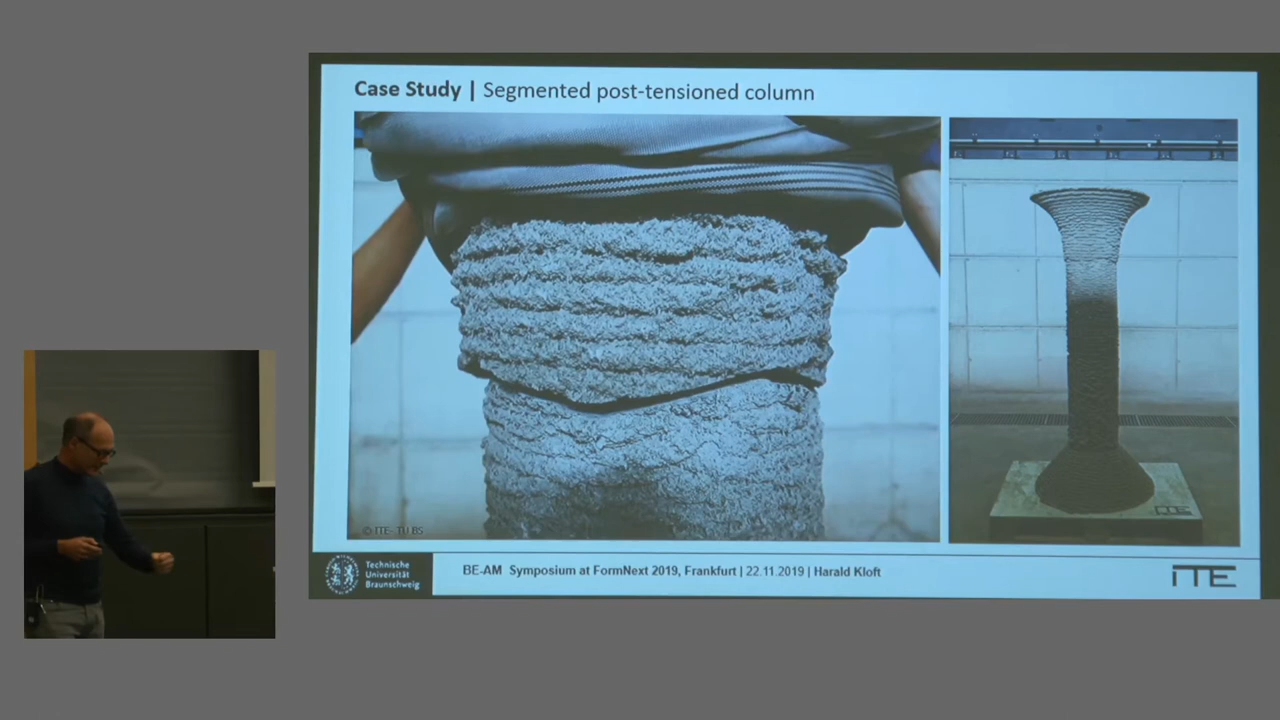 Case Study | Segmented post-tensioned column
© ITE- TU BS
Technische
Universität
Braunschweig
BE-AM Symposium at FormNext 2019, Frankfurt | 22.11.2019 | Harald Kloft
iTE